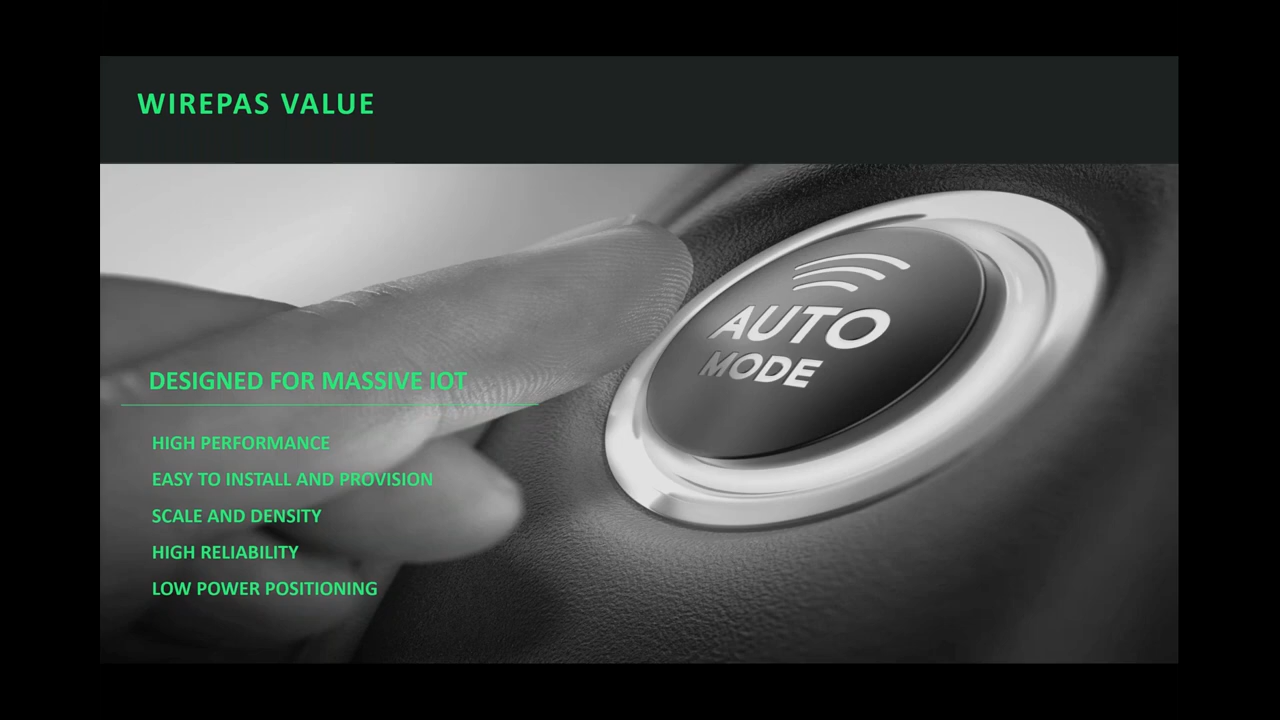 WIREPAS VALUE
AUTO
MODE
DESIGNED FOR MASSIVE IOT
HIGH PERFORMANCE
EASY TO INSTALL AND PROVISION
SCALE AND DENSITY
HIGH RELIABILITY
LOW POWER POSITIONING